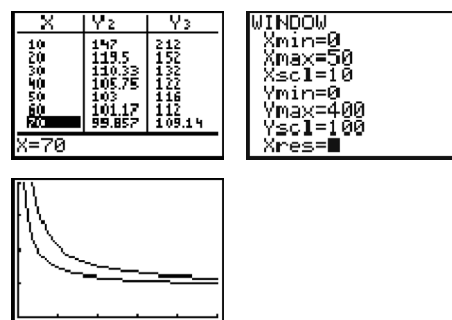 X Y₂ Y₃
10 147 212
20 119.5 152
30 110.33 132
40 105.75 122
50 103 116
60 101.17 112
70 99.857 109.14
X=70
WINDOW
Xmin=0
Xmax=50
Xscl=10
Ymin=0
Ymax=400
Yscl=100
Xres=